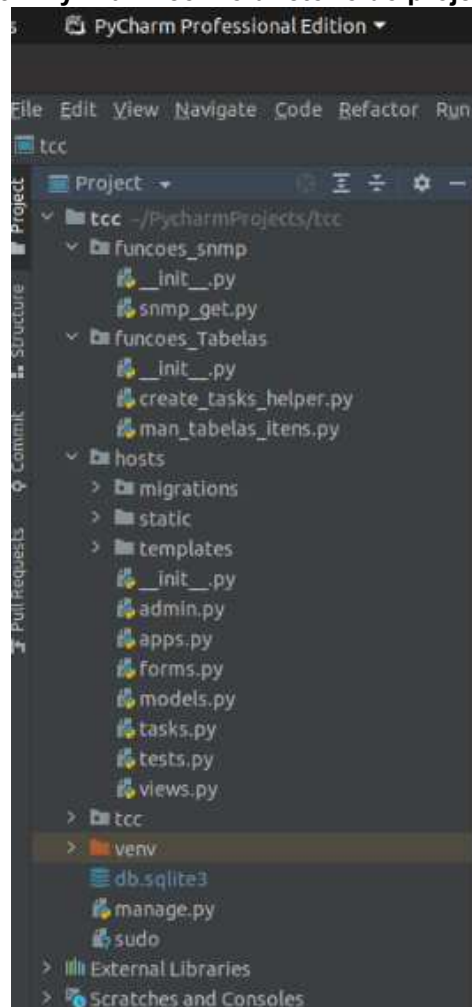 PyCharm Professional Edition
File Edit View Navigate Code Refactor Run
tcc
Project
Project
Structure
Commit
Pull Requests
tcc ~/PycharmProjects/tcc
funcoes_snmp
__init__.py
snmp_get.py
funcoes_Tabelas
__init__.py
create_tasks_helper.py
man_tabelas_itens.py
hosts
migrations
static
templates
__init__.py
admin.py
apps.py
forms.py
models.py
tasks.py
tests.py
views.py
tcc
venv
db.sqlite3
manage.py
sudo
External Libraries
Scratches and Consoles